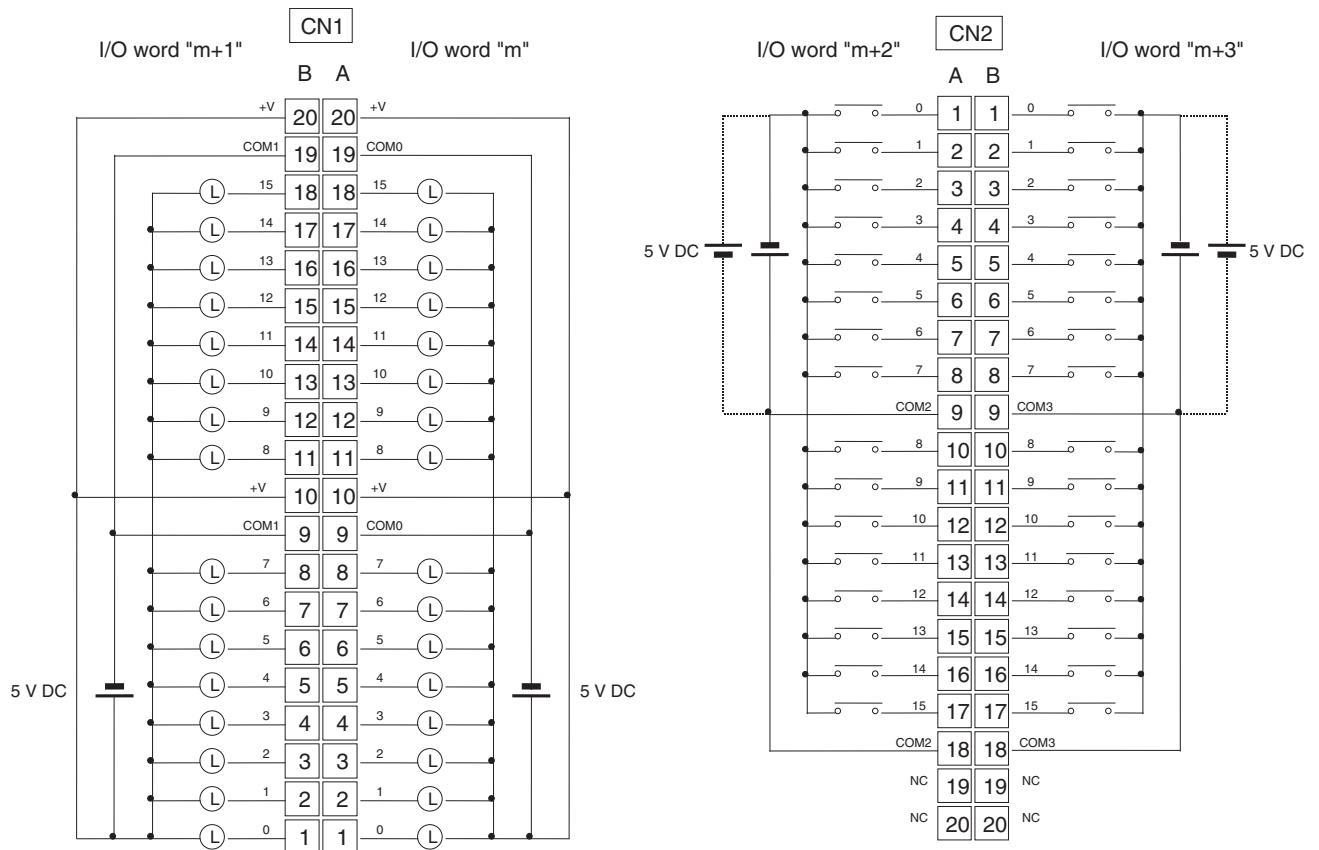 CN1
I/O word "m+1" I/O word "m"
B A
+V 20 20 +V
COM1 19 19 COM0
L 15 18 18 15 L
L 14 17 17 14 L
L 13 16 16 13 L
L 12 15 15 12 L
L 11 14 14 11 L
L 10 13 13 10 L
L 9 12 12 9 L
L 8 11 11 8 L
+V 10 10 +V
COM1 9 9 COM0
L 7 8 8 7 L
L 6 7 7 6 L
L 5 6 6 5 L
5 V DC L 4 5 5 4 L 5 V DC
L 3 4 4 3 L
L 2 3 3 2 L
L 1 2 2 1 L
L 0 1 1 0 L
CN2
I/O word "m+2" I/O word "m+3"
A B
0 1 1 0
1 2 2 1
2 3 3 2
3 4 4 3
5 V DC 4 5 5 4 5 V DC
5 6 6 5
6 7 7 6
7 8 8 7
COM2 9 9 COM3
8 10 10 8
9 11 11 9
10 12 12 10
11 13 13 11
12 14 14 12
13 15 15 13
14 16 16 14
15 17 17 15
COM2 18 18 COM3
NC 19 19 NC
NC 20 20 NC